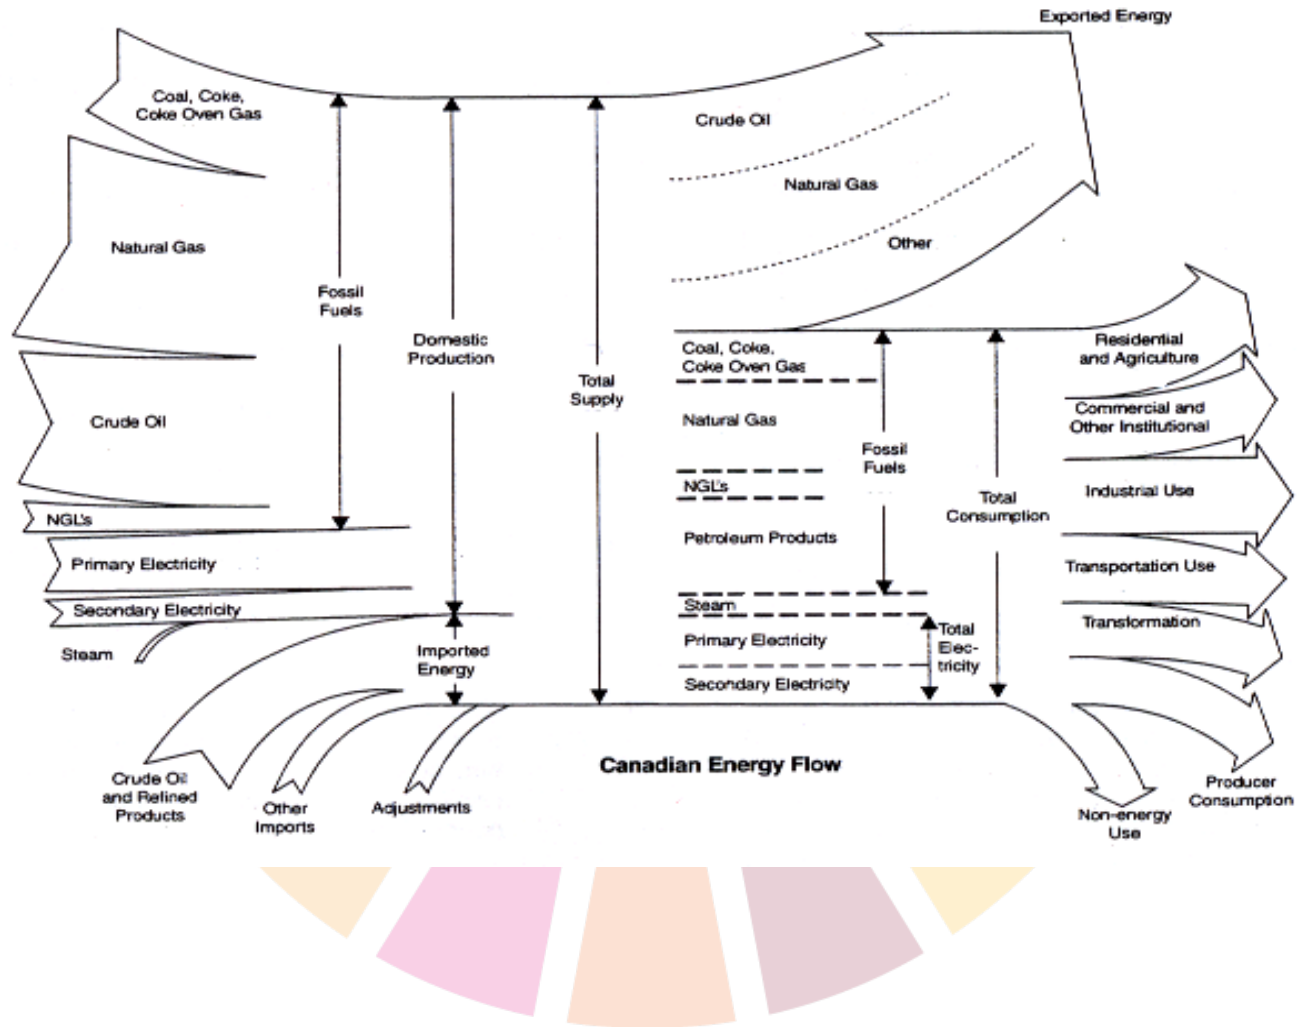 Exported Energy
Coal, Coke,
Coke Oven Gas
Crude Oil
Natural Gas
Natural Gas
Other
Fossil
Fuels
Domestic
Production
Total
Supply
Crude Oil
NGL's
Primary Electricity
Secondary Electricity
Steam
Imported
Energy
Crude Oil
and Refined
Products
Other
Imports
Adjustments
Coal, Coke,
Coke Oven Gas
Natural Gas
NGL's
Petroleum Products
Steam
Primary Electricity
Secondary Electricity
Fossil
Fuels
Total
Elec-
tricity
Total
Consumption
Residential
and Agriculture
Commercial and
Other Institutional
Industrial Use
Transportation Use
Transformation
Producer
Consumption
Non-energy
Use
Canadian Energy Flow